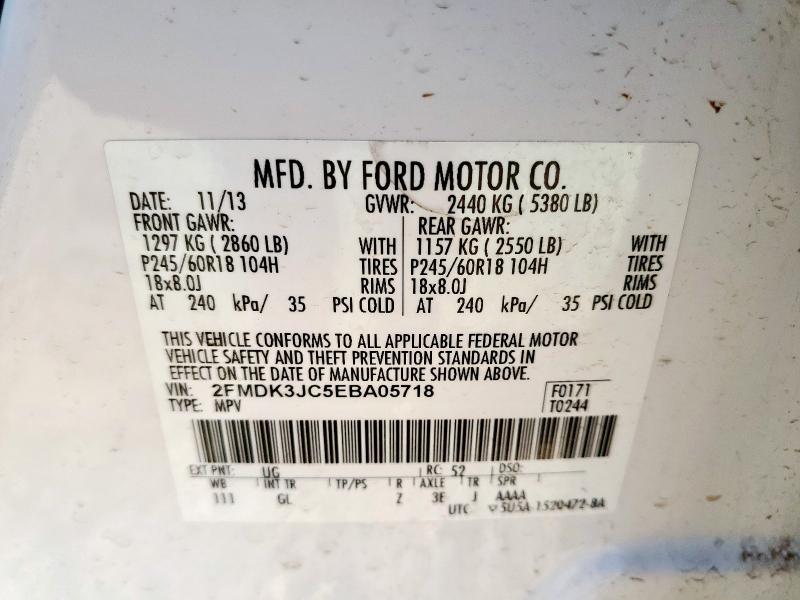 MFD. BY FORD MOTOR CO.
DATE: 11/13 GVWR: 2440 KG ( 5380 LB)
FRONT GAWR: REAR GAWR:
1297 KG ( 2860 LB) WITH 1157 KG ( 2550 LB) WITH
P245/60R18 104H TIRES P245/60R18 104H TIRES
18x8.0J RIMS 18x8.0J RIMS
AT 240 kPa/ 35 PSI COLD AT 240 kPa/ 35 PSI COLD
THIS VEHICLE CONFORMS TO ALL APPLICABLE FEDERAL MOTOR
VEHICLE SAFETY AND THEFT PREVENTION STANDARDS IN
EFFECT ON THE DATE OF MANUFACTURE SHOWN ABOVE.
VIN: 2FMDK3JC5EBA05718 F0171
TYPE: MPV T0244
EXT PNT: UG RC: 52 DSO:
WB INT TR TP/PS R AXLE TR SPR
111 GL Z 3E J AAAA
UTC 5U5A-1520472-BA